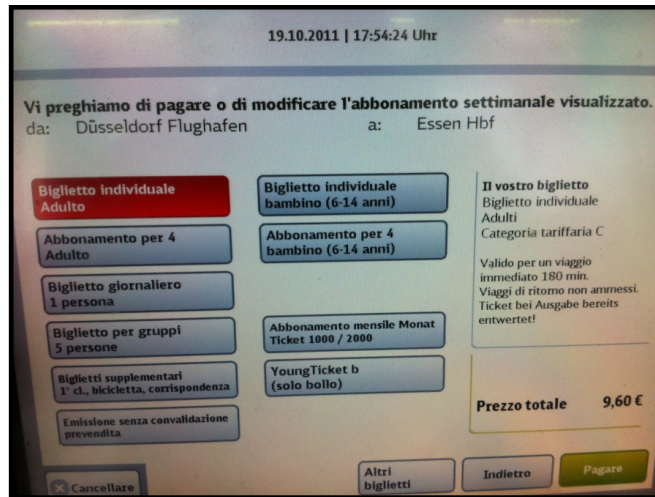 19.10.2011 | 17:54:24 Uhr
Vi preghiamo di pagare o di modificare l'abbonamento settimanale visualizzato.
da: Düsseldorf Flughafen a: Essen Hbf
Biglietto individuale
Adulto
Biglietto individuale
bambino (6-14 anni)
Abbonamento per 4
Adulto
Abbonamento per 4
bambino (6-14 anni)
Biglietto giornaliero
1 persona
Biglietto per gruppi
5 persone
Abbonamento mensile Monat
Ticket 1000 / 2000
Biglietti supplementari
1° cl., bicicletta, corrispondenza
YoungTicket b
(solo bollo)
Emissione senza convalidazione
prevendita
Il vostro biglietto
Biglietto individuale
Adulti
Categoria tariffaria C
Valido per un viaggio
immediato 180 min.
Viaggi di ritorno non ammessi.
Ticket bei Ausgabe bereits
entwertet!
Prezzo totale 9,60 €
Cancellare
Altri
biglietti
Indietro
Pagare